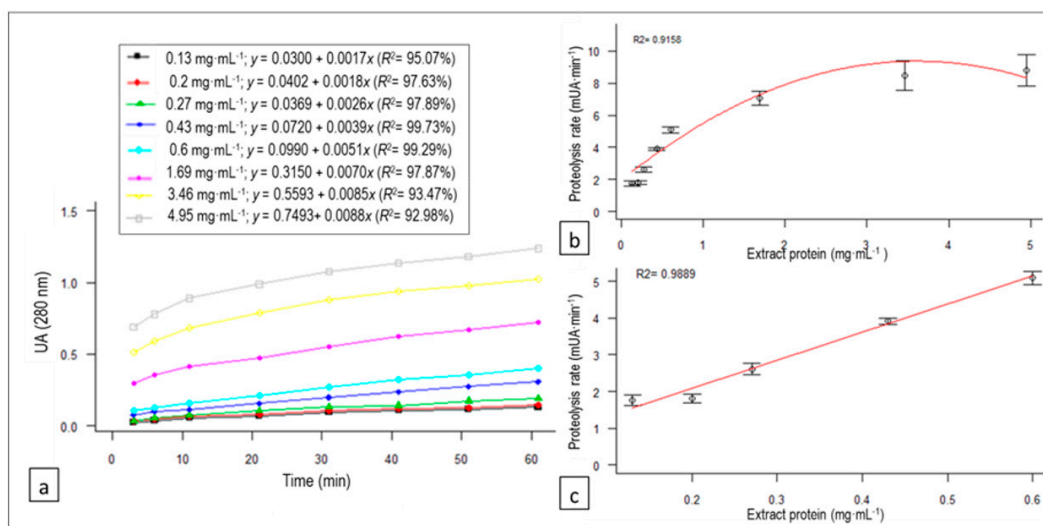 0.13 mg·mL⁻¹; y = 0.0300 + 0.0017x (R²= 95.07%)
0.2 mg·mL⁻¹; y = 0.0402 + 0.0018x (R²= 97.63%)
0.27 mg·mL⁻¹; y = 0.0369 + 0.0026x (R²= 97.89%)
0.43 mg·mL⁻¹; y = 0.0720 + 0.0039x (R²= 99.73%)
0.6 mg·mL⁻¹; y = 0.0990 + 0.0051x (R²= 99.29%)
1.69 mg·mL⁻¹; y = 0.3150 + 0.0070x (R²= 97.87%)
3.46 mg·mL⁻¹; y = 0.5593 + 0.0085x (R²= 93.47%)
4.95 mg·mL⁻¹; y = 0.7493+ 0.0088x (R²= 92.98%)
UA (280 nm)
1.5
1.0
0.5
0.0
0 10 20 30 40 50 60
Time (min)
a
R2= 0.9158
Proteolysis rate (mUA·min⁻¹)
10
8
6
4
2
0
0 1 2 3 4 5
Extract protein (mg·mL⁻¹)
b
R2= 0.9889
Proteolysis rate (mUA·min⁻¹)
5
4
3
2
1
0
0.2 0.3 0.4 0.5 0.6
Extract protein (mg·mL⁻¹)
c